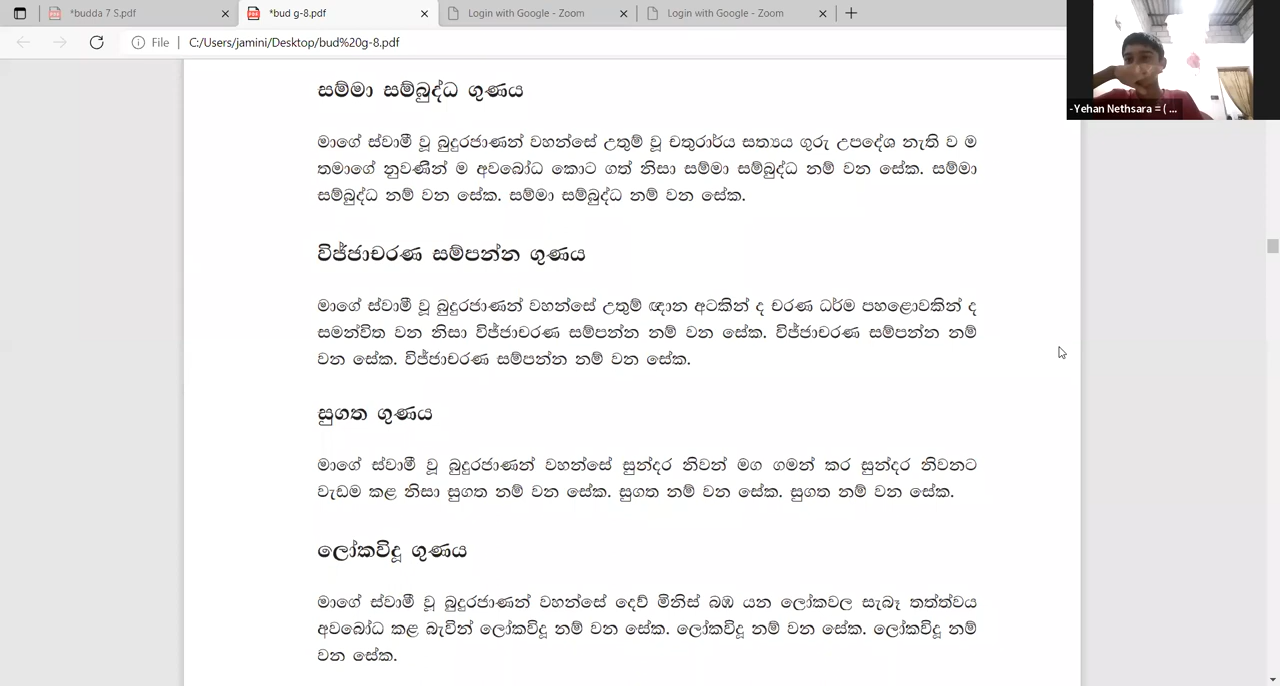 *budda 7 S.pdf
*bud g-8.pdf
Login with Google - Zoom
Login with Google - Zoom
File
C:/Users/jamini/Desktop/bud%20g-8.pdf
-Yehan Nethsara = ( ...
සම්මා සම්බුද්ධ ගුණය
මාගේ ස්වාමී වූ බුදුරජාණන් වහන්සේ උතුම් වූ චතුරාර්ය සත්‍යය ගුරු උපදේශ නැති ව ම
තමාගේ නුවණින් ම අවබෝධ කොට ගත් නිසා සම්මා සම්බුද්ධ නම් වන සේක. සම්මා
සම්බුද්ධ නම් වන සේක. සම්මා සම්බුද්ධ නම් වන සේක.
විජ්ජාචරණ සම්පන්න ගුණය
මාගේ ස්වාමී වූ බුදුරජාණන් වහන්සේ උතුම් ඥාන අටකින් ද චරණ ධර්ම පහළොවකින් ද
සමන්විත වන නිසා විජ්ජාචරණ සම්පන්න නම් වන සේක. විජ්ජාචරණ සම්පන්න නම්
වන සේක. විජ්ජාචරණ සම්පන්න නම් වන සේක.
සුගත ගුණය
මාගේ ස්වාමී වූ බුදුරජාණන් වහන්සේ සුන්දර නිවන් මග ගමන් කර සුන්දර නිවනට
වැඩම කළ නිසා සුගත නම් වන සේක. සුගත නම් වන සේක. සුගත නම් වන සේක.
ලෝකවිදූ ගුණය
මාගේ ස්වාමී වූ බුදුරජාණන් වහන්සේ දෙව් මිනිස් බඹ යන ලෝකවල සැබෑ තත්ත්වය
අවබෝධ කළ බැවින් ලෝකවිදූ නම් වන සේක. ලෝකවිදූ නම් වන සේක. ලෝකවිදූ නම්
වන සේක.